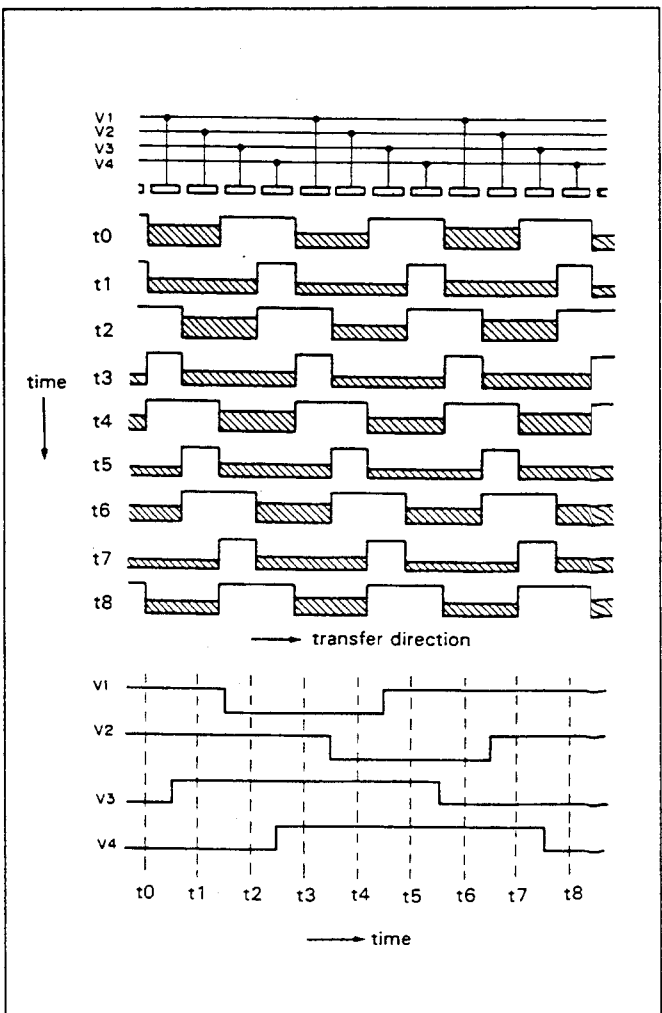 V1
V2
V3
V4
t0
t1
t2
t3
time
t4
t5
t6
t7
t8
transfer direction
V1
V2
V3
V4
t0 t1 t2 t3 t4 t5 t6 t7 t8
time